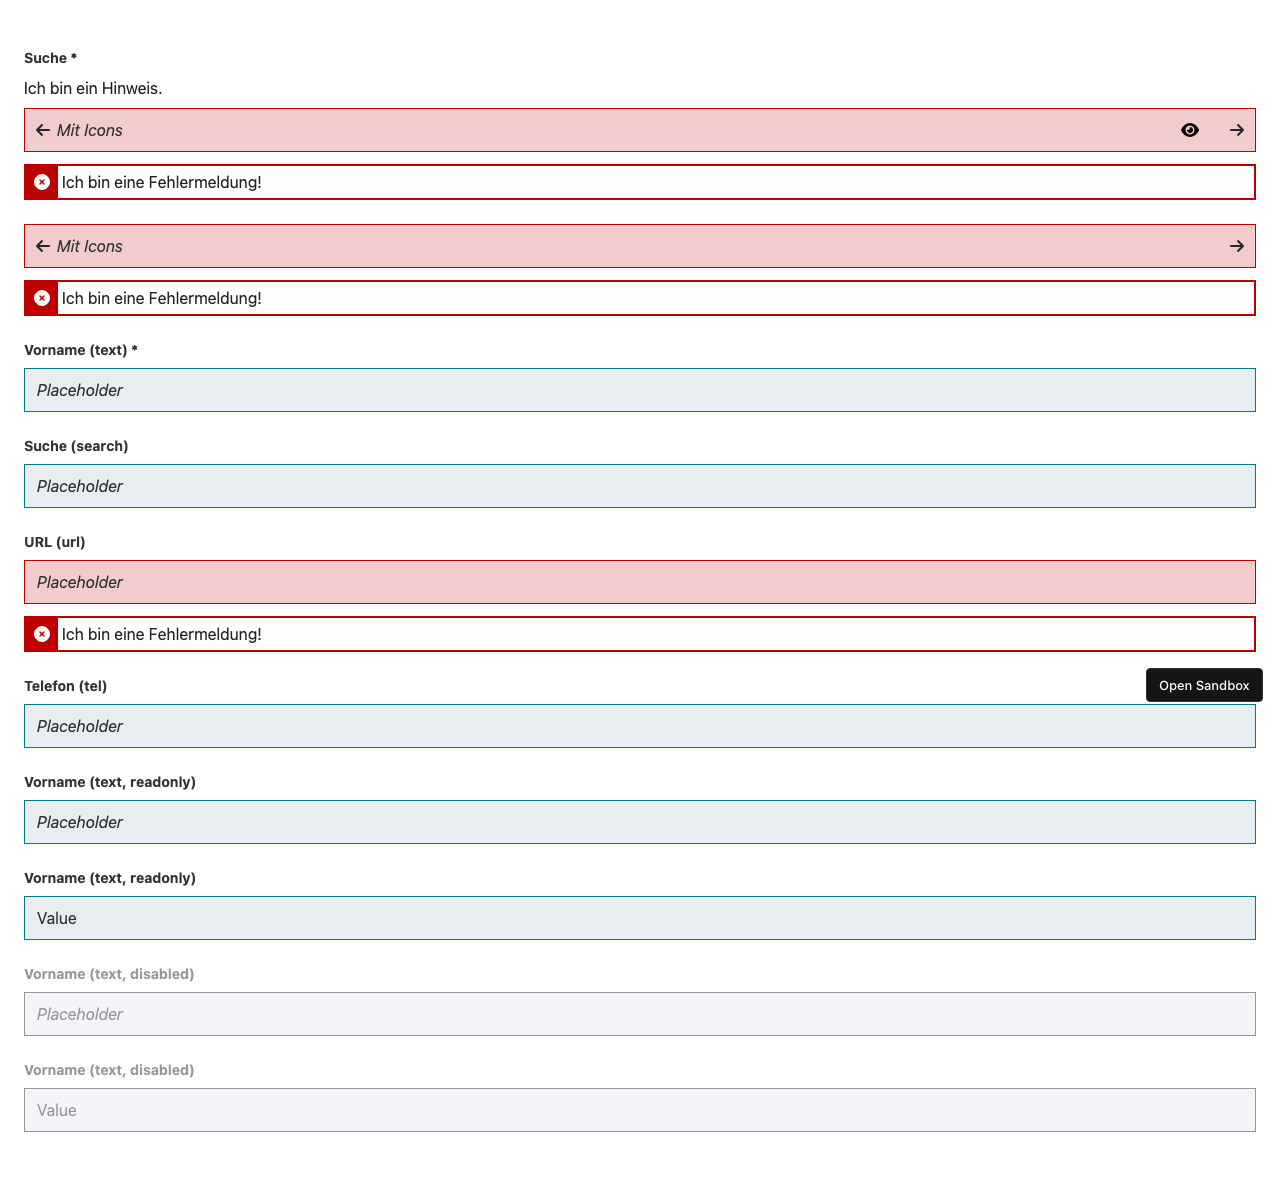 Suche *
Ich bin ein Hinweis.
Mit Icons
Ich bin eine Fehlermeldung!
Mit Icons
Ich bin eine Fehlermeldung!
Vorname (text) *
Placeholder
Suche (search)
Placeholder
URL (url)
Placeholder
Ich bin eine Fehlermeldung!
Telefon (tel)
Open Sandbox
Placeholder
Vorname (text, readonly)
Placeholder
Vorname (text, readonly)
Value
Vorname (text, disabled)
Placeholder
Vorname (text, disabled)
Value